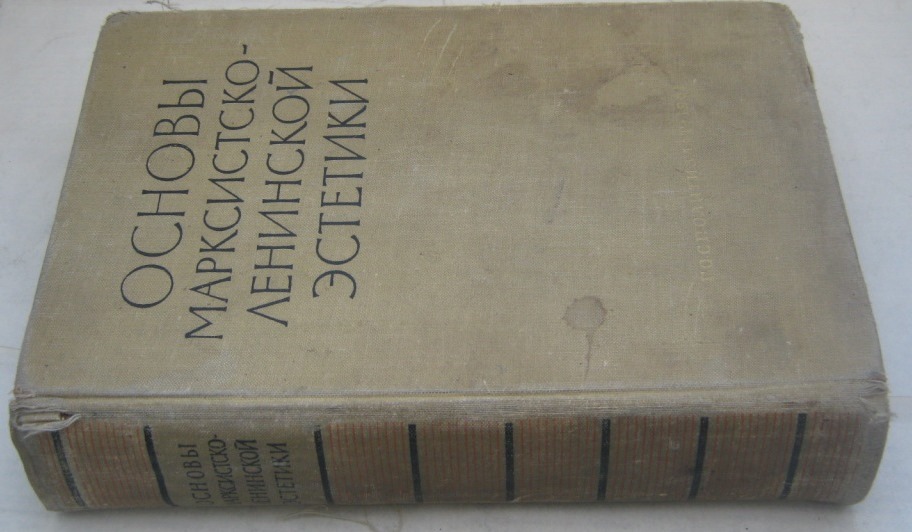 ОСНОВЫ
МАРКСИСТСКО-
ЛЕНИНСКОЙ
ЭСТЕТИКИ
ОСНОВЫ
МАРКСИСТСКО-
ЛЕНИНСКОЙ
ЭСТЕТИКИ